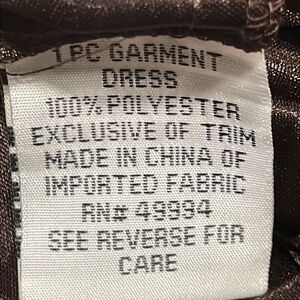 1 PC GARMENT
DRESS
100% POLYESTER
EXCLUSIVE OF TRIM
MADE IN CHINA OF
IMPORTED FABRIC
RN# 49994
SEE REVERSE FOR
CARE